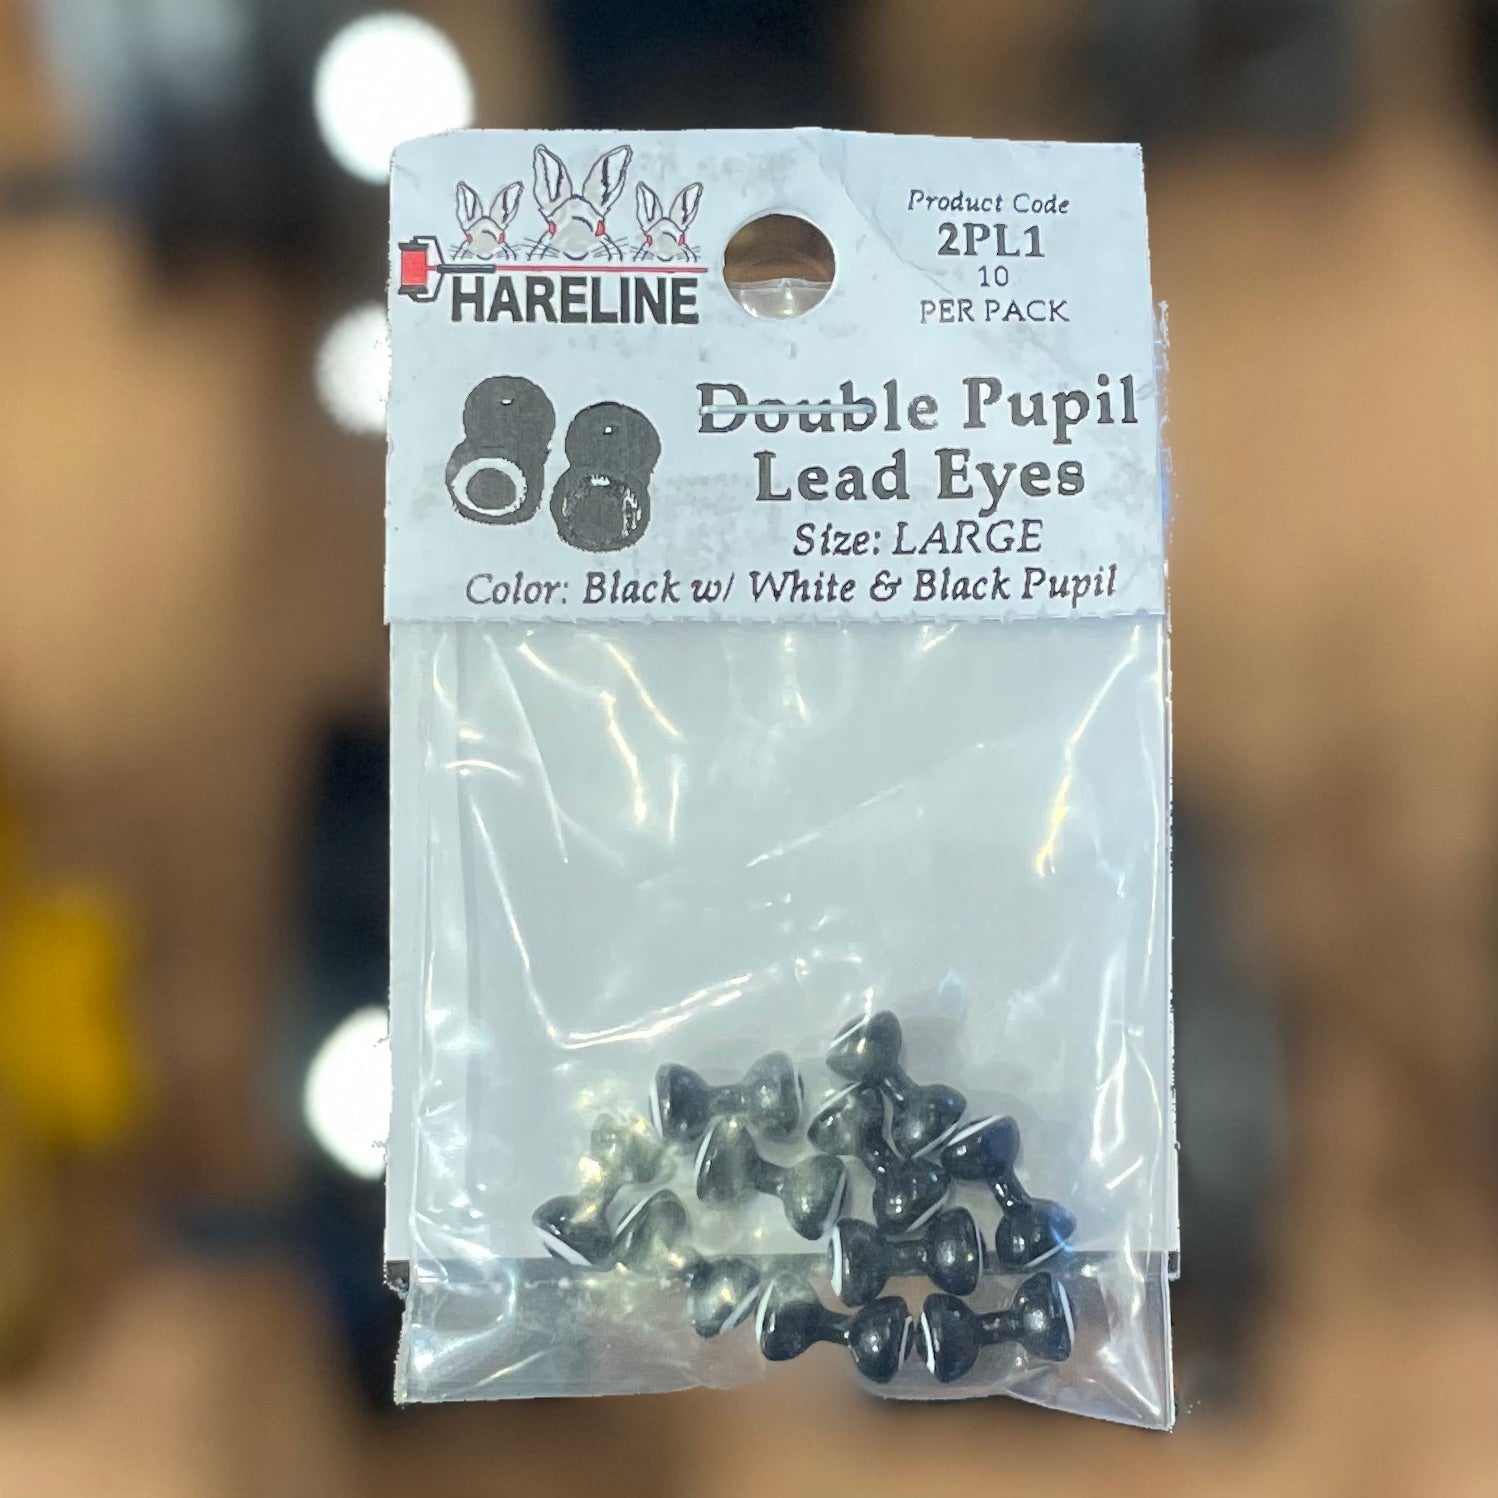 HARELINE
Product Code
2PL1
10
PER PACK
Double Pupil
Lead Eyes
Size: LARGE
Color: Black w/ White & Black Pupil